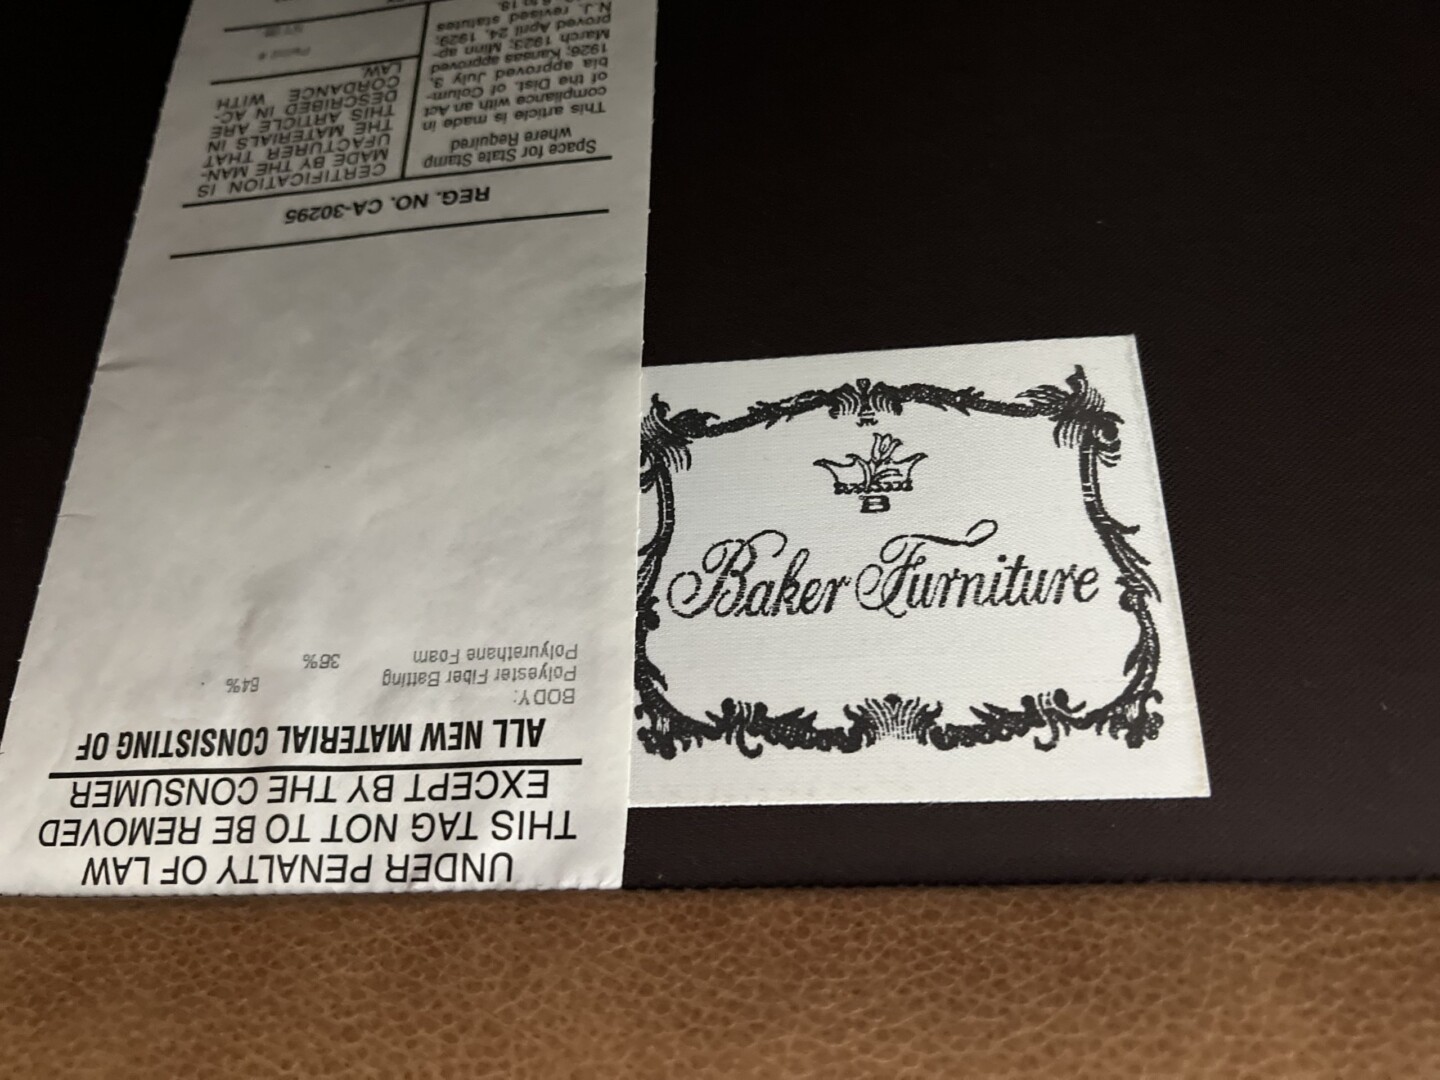 UNDER PENALTY OF LAW
THIS TAG NOT TO BE REMOVED
EXCEPT BY THE CONSUMER
ALL NEW MATERIAL CONSISTING OF
BODY:
Polyester Fiber Batting 64%
Polyurethane Foam 36%
REG. NO. CA-30295
CERTIFICATION IS
MADE BY THE MAN-
UFACTURER THAT
THE MATERIALS IN
THIS ARTICLE ARE
DESCRIBED IN AC-
CORDANCE WITH
LAW.
Space for State Stamp
where Required
This article is made in
compliance with an Act
of the Dist. of Colum-
bia approved July 3,
1926; Kansas approved
March 1923; Minn ap-
proved April 24, 1929;
N.J. revised statutes
B
Baker Furniture